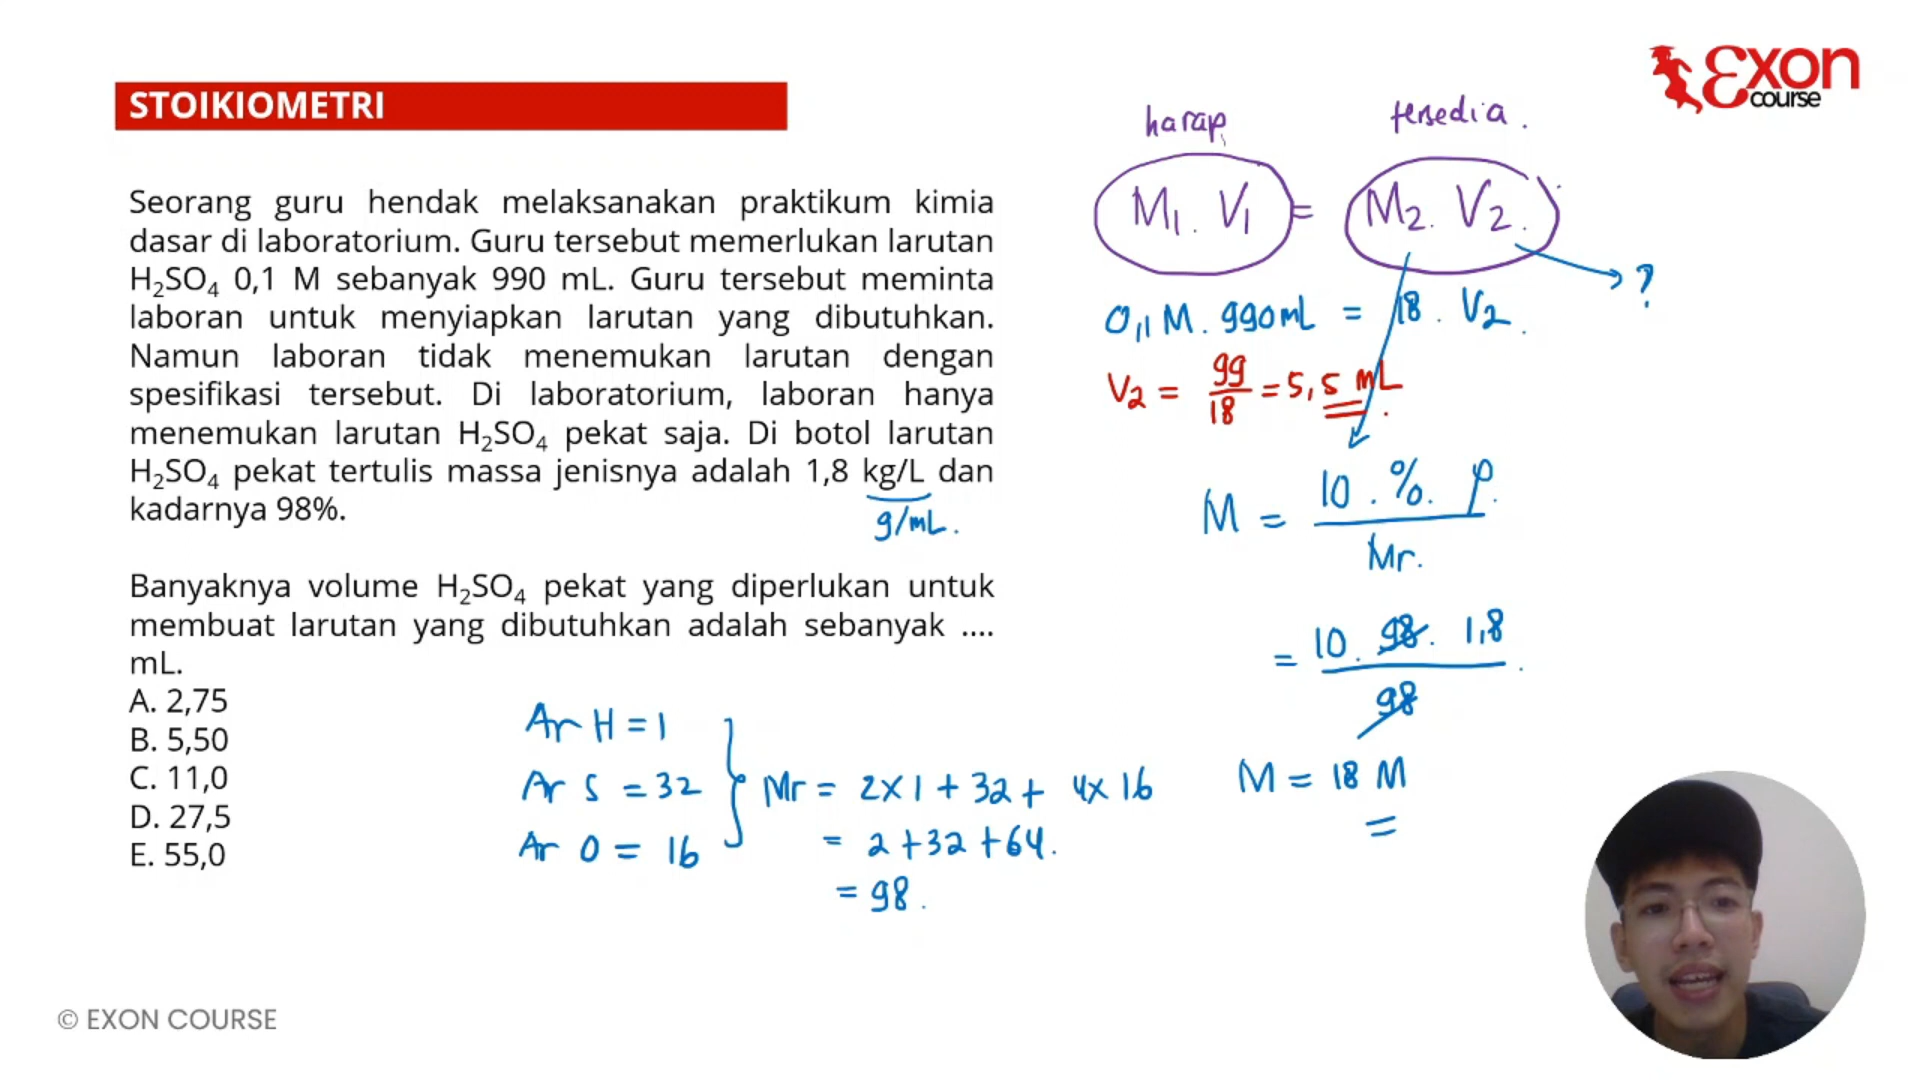 STOIKIOMETRI
Exon
course
Seorang guru hendak melaksanakan praktikum kimia
dasar di laboratorium. Guru tersebut memerlukan larutan
H₂SO₄ 0,1 M sebanyak 990 mL. Guru tersebut meminta
laboran untuk menyiapkan larutan yang dibutuhkan.
Namun laboran tidak menemukan larutan dengan
spesifikasi tersebut. Di laboratorium, laboran hanya
menemukan larutan H₂SO₄ pekat saja. Di botol larutan
H₂SO₄ pekat tertulis massa jenisnya adalah 1,8 kg/L dan
kadarnya 98%.
g/mL.
Banyaknya volume H₂SO₄ pekat yang diperlukan untuk
membuat larutan yang dibutuhkan adalah sebanyak ....
mL.
A. 2,75
B. 5,50
C. 11,0
D. 27,5
E. 55,0
Ar H = 1
Ar S = 32
Ar O = 16
Mr = 2x1 + 32 + 4x16
= 2 + 32 + 64.
= 98.
harap tersedia.
M1. V1 = M2. V2.
?
0,1 M. 990 mL = 18. V2.
V2 = 99/18 = 5,5 mL.
M = 10 . %. ρ. / Mr.
= 10. 98. 1,8 / 98.
M = 18 M
=
© EXON COURSE